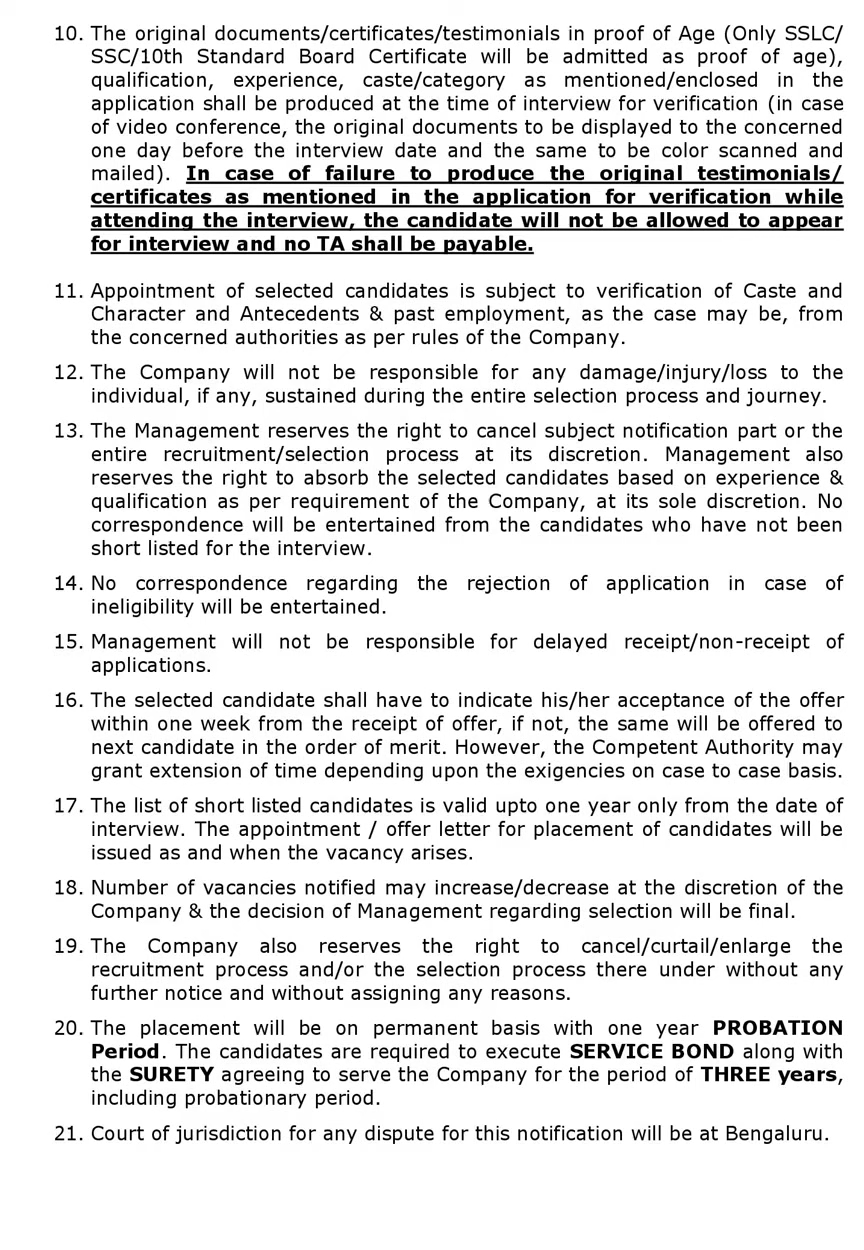 10. The original documents/certificates/testimonials in proof of Age (Only SSLC/
SSC/10th Standard Board Certificate will be admitted as proof of age),
qualification, experience, caste/category as mentioned/enclosed in the
application shall be produced at the time of interview for verification (in case
of video conference, the original documents to be displayed to the concerned
one day before the interview date and the same to be color scanned and
mailed). In case of failure to produce the original testimonials/
certificates as mentioned in the application for verification while
attending the interview, the candidate will not be allowed to appear
for interview and no TA shall be payable.
11. Appointment of selected candidates is subject to verification of Caste and
Character and Antecedents & past employment, as the case may be, from
the concerned authorities as per rules of the Company.
12. The Company will not be responsible for any damage/injury/loss to the
individual, if any, sustained during the entire selection process and journey.
13. The Management reserves the right to cancel subject notification part or the
entire recruitment/selection process at its discretion. Management also
reserves the right to absorb the selected candidates based on experience &
qualification as per requirement of the Company, at its sole discretion. No
correspondence will be entertained from the candidates who have not been
short listed for the interview.
14. No correspondence regarding the rejection of application in case of
ineligibility will be entertained.
15. Management will not be responsible for delayed receipt/non-receipt of
applications.
16. The selected candidate shall have to indicate his/her acceptance of the offer
within one week from the receipt of offer, if not, the same will be offered to
next candidate in the order of merit. However, the Competent Authority may
grant extension of time depending upon the exigencies on case to case basis.
17. The list of short listed candidates is valid upto one year only from the date of
interview. The appointment / offer letter for placement of candidates will be
issued as and when the vacancy arises.
18. Number of vacancies notified may increase/decrease at the discretion of the
Company & the decision of Management regarding selection will be final.
19. The Company also reserves the right to cancel/curtail/enlarge the
recruitment process and/or the selection process there under without any
further notice and without assigning any reasons.
20. The placement will be on permanent basis with one year PROBATION
Period. The candidates are required to execute SERVICE BOND along with
the SURETY agreeing to serve the Company for the period of THREE years,
including probationary period.
21. Court of jurisdiction for any dispute for this notification will be at Bengaluru.